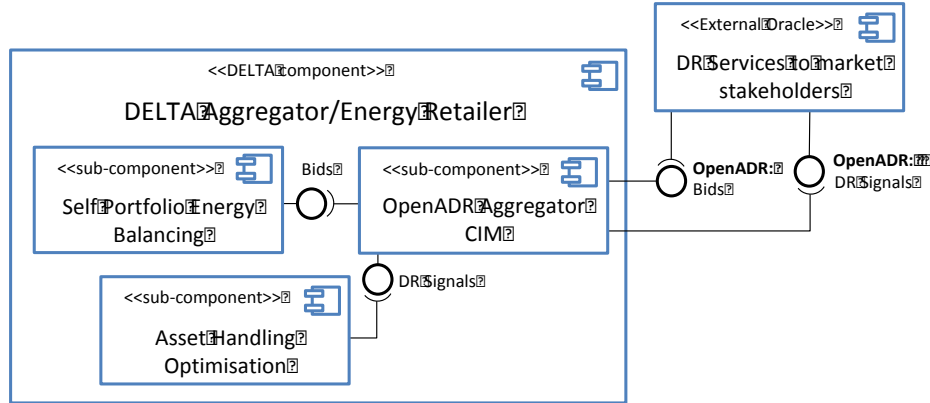 <<External Oracle>>
DR Services to market
stakeholders
<<DELTA component>>
DELTA Aggregator/Energy Retailer
<<sub-component>>
Self Portfolio Energy
Balancing
Bids
<<sub-component>>
OpenADR Aggregator
CIM
OpenADR:
Bids
OpenADR:
DR Signals
DR Signals
<<sub-component>>
Asset Handling
Optimisation